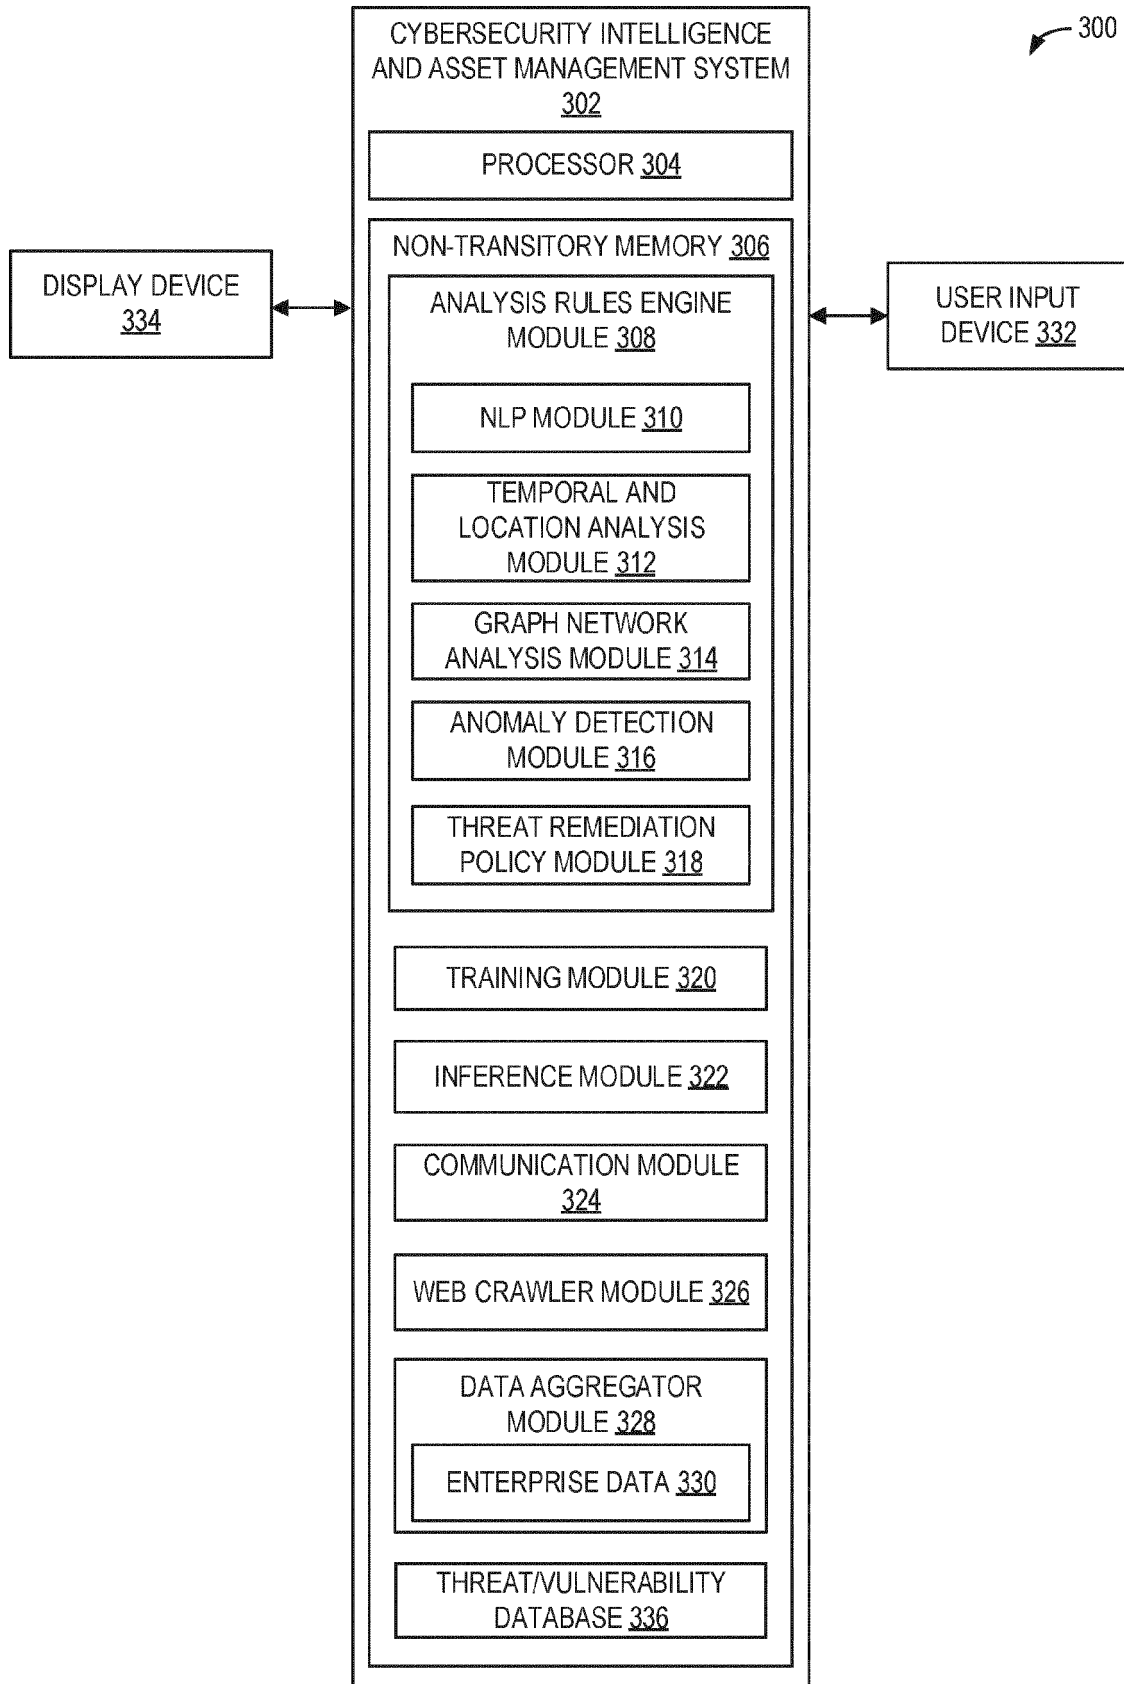 300
CYBERSECURITY INTELLIGENCE
AND ASSET MANAGEMENT SYSTEM
302
PROCESSOR 304
NON-TRANSITORY MEMORY 306
DISPLAY DEVICE
334
USER INPUT
DEVICE 332
ANALYSIS RULES ENGINE
MODULE 308
NLP MODULE 310
TEMPORAL AND
LOCATION ANALYSIS
MODULE 312
GRAPH NETWORK
ANALYSIS MODULE 314
ANOMALY DETECTION
MODULE 316
THREAT REMEDIATION
POLICY MODULE 318
TRAINING MODULE 320
INFERENCE MODULE 322
COMMUNICATION MODULE
324
WEB CRAWLER MODULE 326
DATA AGGREGATOR
MODULE 328
ENTERPRISE DATA 330
THREAT/VULNERABILITY
DATABASE 336